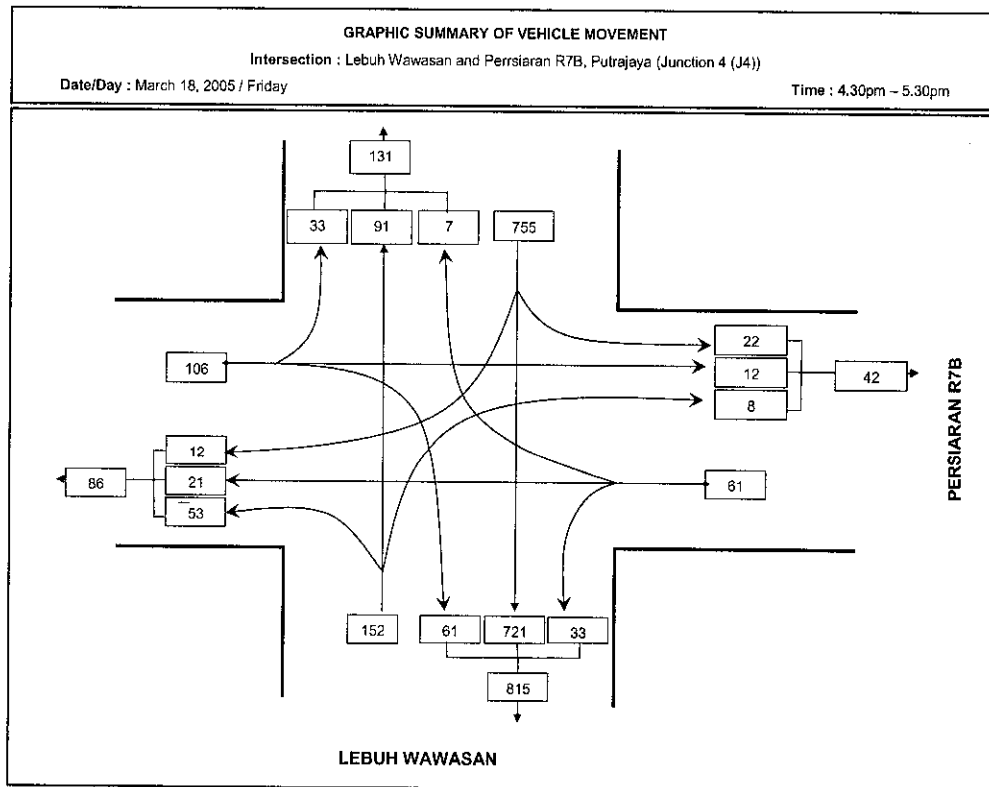 GRAPHIC SUMMARY OF VEHICLE MOVEMENT
Intersection : Lebuh Wawasan and Perrsiaran R7B, Putrajaya (Junction 4 (J4))
Date/Day : March 18, 2005 / Friday Time : 4.30pm – 5.30pm
131
33 91 7 755
22
106 12 42
8
12
86 21 61
53
152 61 721 33
815
PERSIARAN R7B
LEBUH WAWASAN